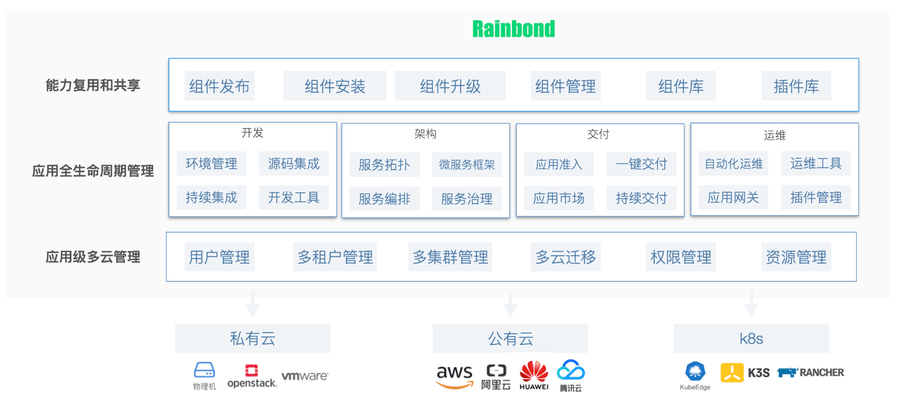 Rainbond
能力复用和共享
组件发布 组件安装 组件升级 组件管理 组件库 插件库
应用全生命周期管理
开发
环境管理 源码集成
持续集成 开发工具
架构
服务拓扑 微服务框架
服务编排 服务治理
交付
应用准入 一键交付
应用市场 持续交付
运维
自动化运维 运维工具
应用网关 插件管理
应用级多云管理
用户管理 多租户管理 多集群管理 多云迁移 权限管理 资源管理
私有云
物理机 openstack. vmware
公有云
aws 阿里云 HUAWEI 腾讯云
k8s
KubeEdge K3S RANCHER